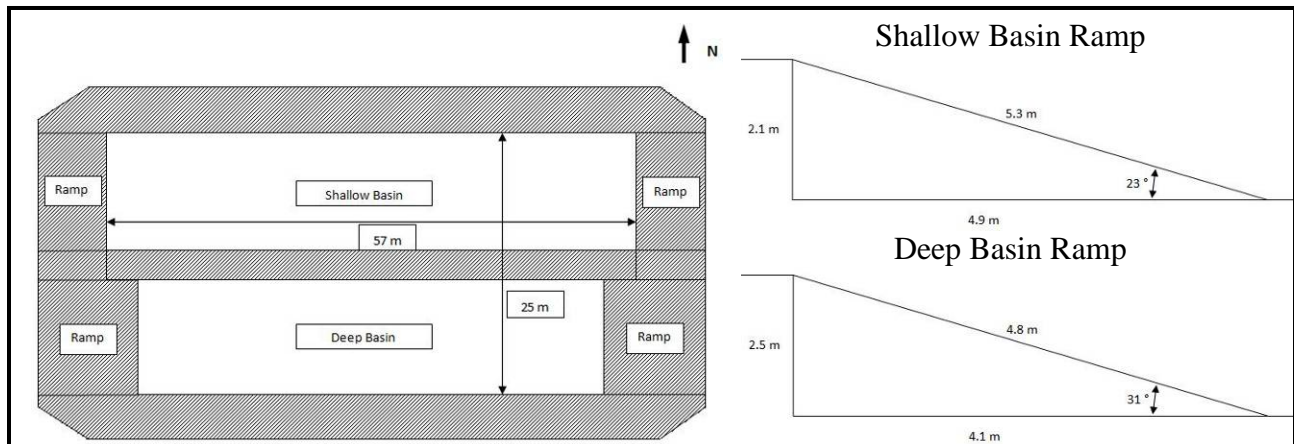 N
Ramp
Shallow Basin
Ramp
57 m
25 m
Ramp
Deep Basin
Ramp
Shallow Basin Ramp
5.3 m
2.1 m
23 °
4.9 m
Deep Basin Ramp
4.8 m
2.5 m
31 °
4.1 m